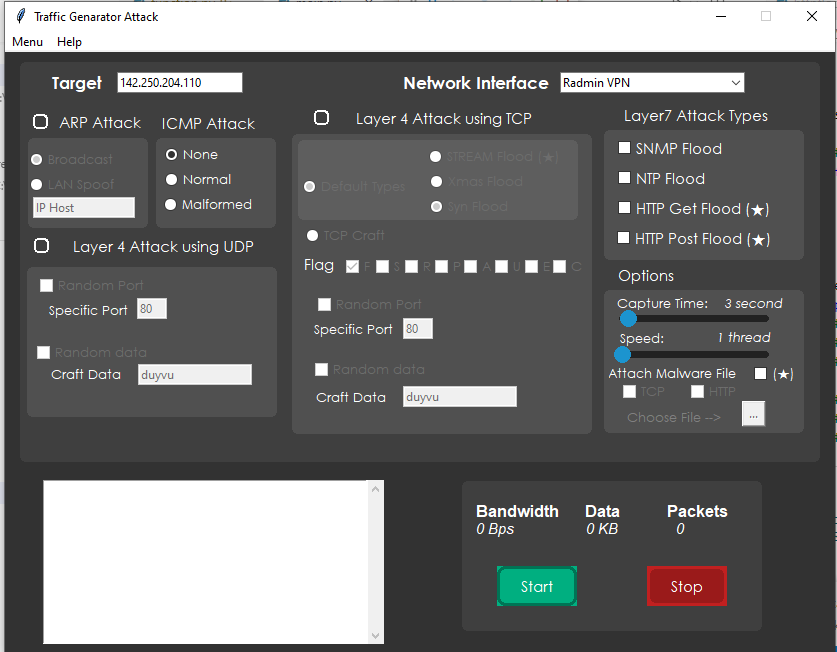 Traffic Genarator Attack
Menu Help
Target 142.250.204.110 Network Interface Radmin VPN
ARP Attack ICMP Attack
Broadcast
LAN Spoof
IP Host
None
Normal
Malformed
Layer 4 Attack using UDP
Random Port
Specific Port 80
Random data
Craft Data duyvu
Layer 4 Attack using TCP
Default Types
STREAM Flood (★)
Xmas Flood
Syn Flood
TCP Craft
Flag F S R P A U E C
Random Port
Specific Port 80
Random data
Craft Data duyvu
Layer7 Attack Types
SNMP Flood
NTP Flood
HTTP Get Flood (★)
HTTP Post Flood (★)
Options
Capture Time: 3 second
Speed: 1 thread
Attach Malware File (★)
TCP HTTP
Choose File --> ...
Bandwidth Data Packets
0 Bps 0 KB 0
Start Stop